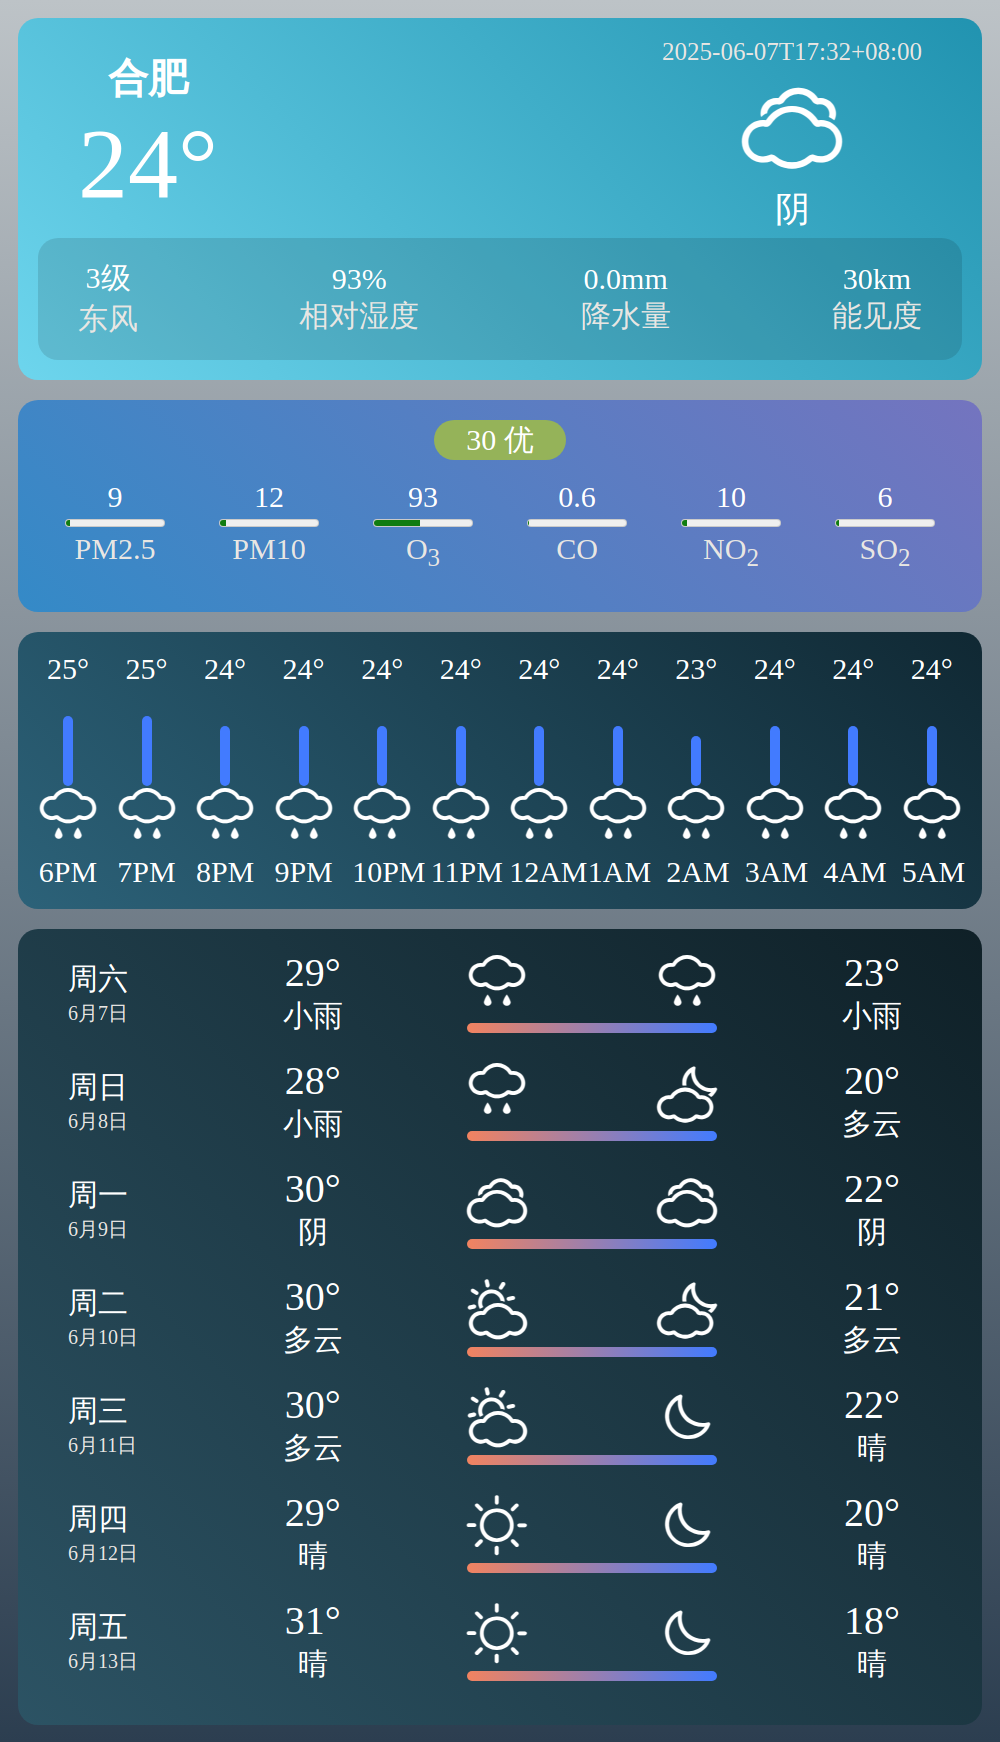 合肥
2025-06-07T17:32+08:00
24°
阴
3级 93% 0.0mm 30km
东风 相对湿度 降水量 能见度
30 优
9 12 93 0.6 10 6
PM2.5 PM10 O3 CO NO2 SO2
25° 25° 24° 24° 24° 24° 24° 24° 23° 24° 24° 24°
6PM 7PM 8PM 9PM 10PM 11PM 12AM 1AM 2AM 3AM 4AM 5AM
周六 29° 23°
6月7日 小雨 小雨
周日 28° 20°
6月8日 小雨 多云
周一 30° 22°
6月9日 阴 阴
周二 30° 21°
6月10日 多云 多云
周三 30° 22°
6月11日 多云 晴
周四 29° 20°
6月12日 晴 晴
周五 31° 18°
6月13日 晴 晴